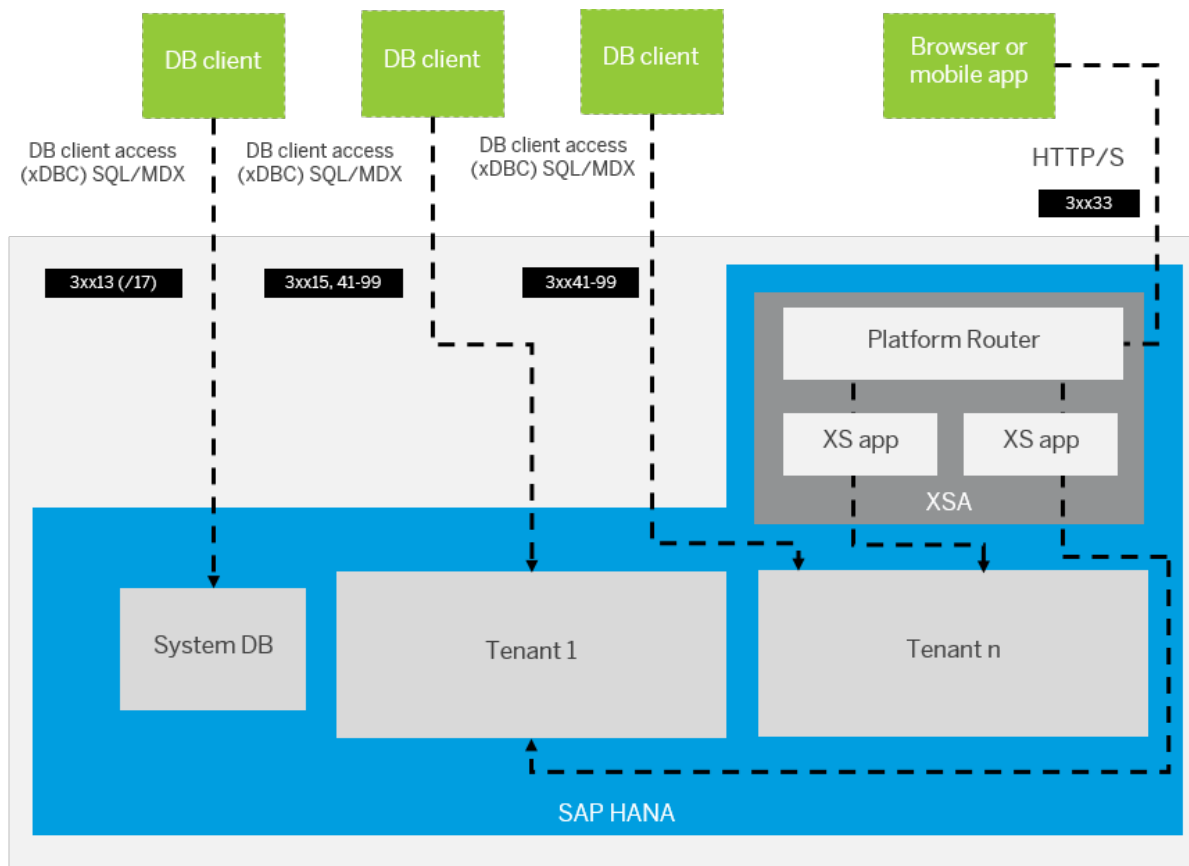 DB client
DB client
DB client
Browser or
mobile app
DB client access
(xDBC) SQL/MDX
DB client access
(xDBC) SQL/MDX
DB client access
(xDBC) SQL/MDX
HTTP/S
3xx33
3xx13 (/17)
3xx15, 41-99
3xx41-99
Platform Router
XS app
XS app
XSA
System DB
Tenant 1
Tenant n
SAP HANA